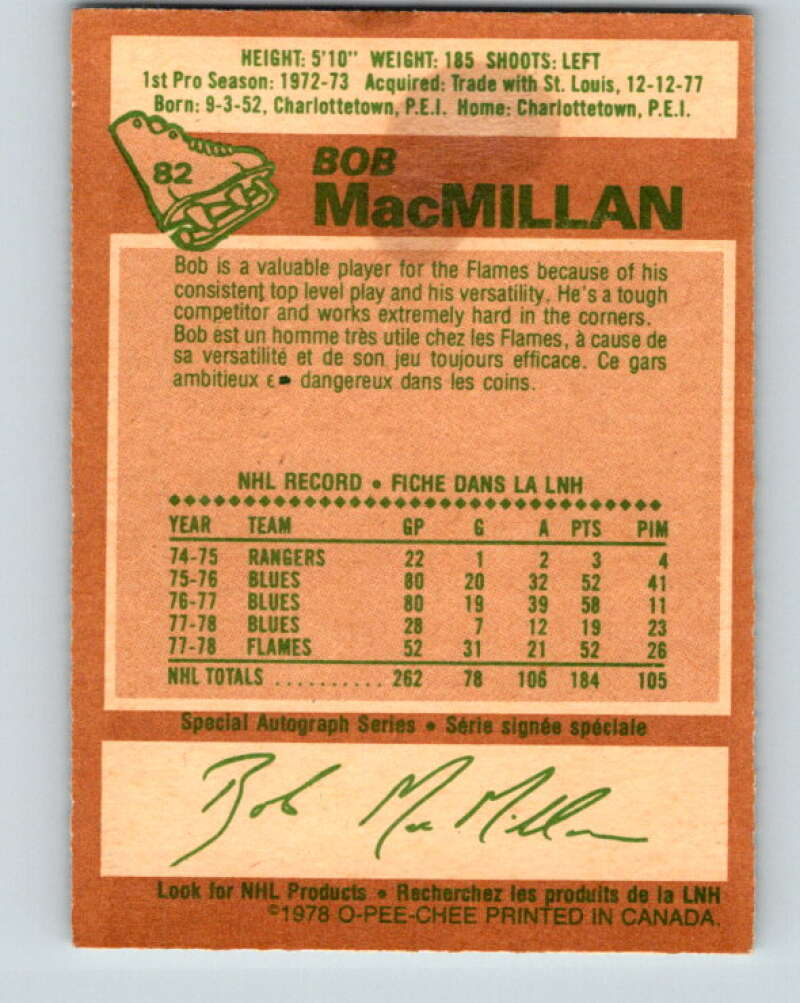 HEIGHT: 5'10" WEIGHT: 185 SHOOTS: LEFT
1st Pro Season: 1972-73 Acquired: Trade with St. Louis, 12-12-77
Born: 9-3-52, Charlottetown, P.E.I. Home: Charlottetown, P.E.I.
82
BOB
MacMILLAN
Bob is a valuable player for the Flames because of his
consistent top level play and his versatility. He's a tough
competitor and works extremely hard in the corners.
Bob est un homme très utile chez les Flames, à cause de
sa versatilité et de son jeu toujours efficace. Ce gars
ambitieux dangereux dans les coins.
NHL RECORD • FICHE DANS LA LNH
YEAR TEAM GP G A PTS PIM
74-75 RANGERS 22 1 2 3 4
75-76 BLUES 80 20 32 52 41
76-77 BLUES 80 19 39 58 11
77-78 BLUES 28 7 12 19 23
77-78 FLAMES 52 31 21 52 26
NHL TOTALS .......... 262 78 106 184 105
Special Autograph Series • Série signée spéciale
Bob MacMillan
Look for NHL Products • Recherchez les produits de la LNH
©1978 O-PEE-CHEE PRINTED IN CANADA.